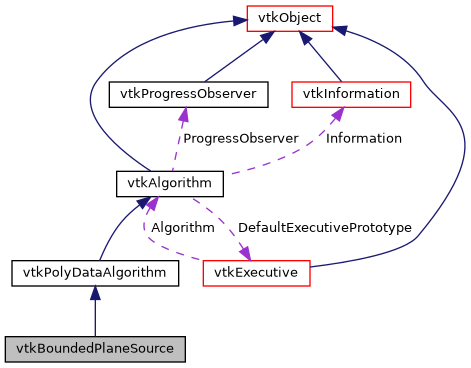 vtkObject
vtkProgressObserver
vtkInformation
ProgressObserver
Information
vtkAlgorithm
Algorithm
DefaultExecutivePrototype
vtkPolyDataAlgorithm
vtkExecutive
vtkBoundedPlaneSource